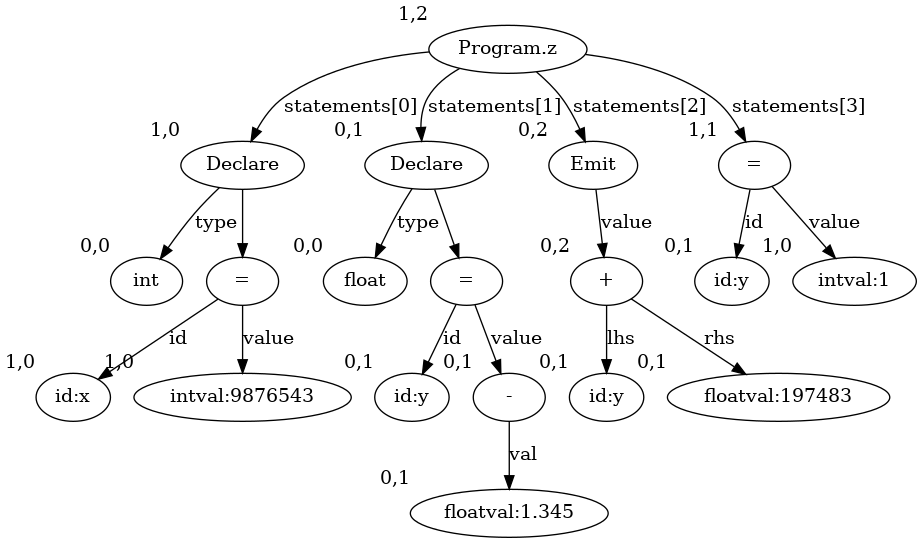 1,2
Program.z
statements[0] statements[1] statements[2] statements[3]
1,0 0,1 0,2 1,1
Declare Declare Emit =
type type value id value
0,0 0,0 0,2 0,1 1,0
int = float = + id:y intval:1
id value id value lhs rhs
1,0 1,0 0,1 0,1 0,1 0,1
id:x intval:9876543 id:y - id:y floatval:197483
val
0,1
floatval:1.345